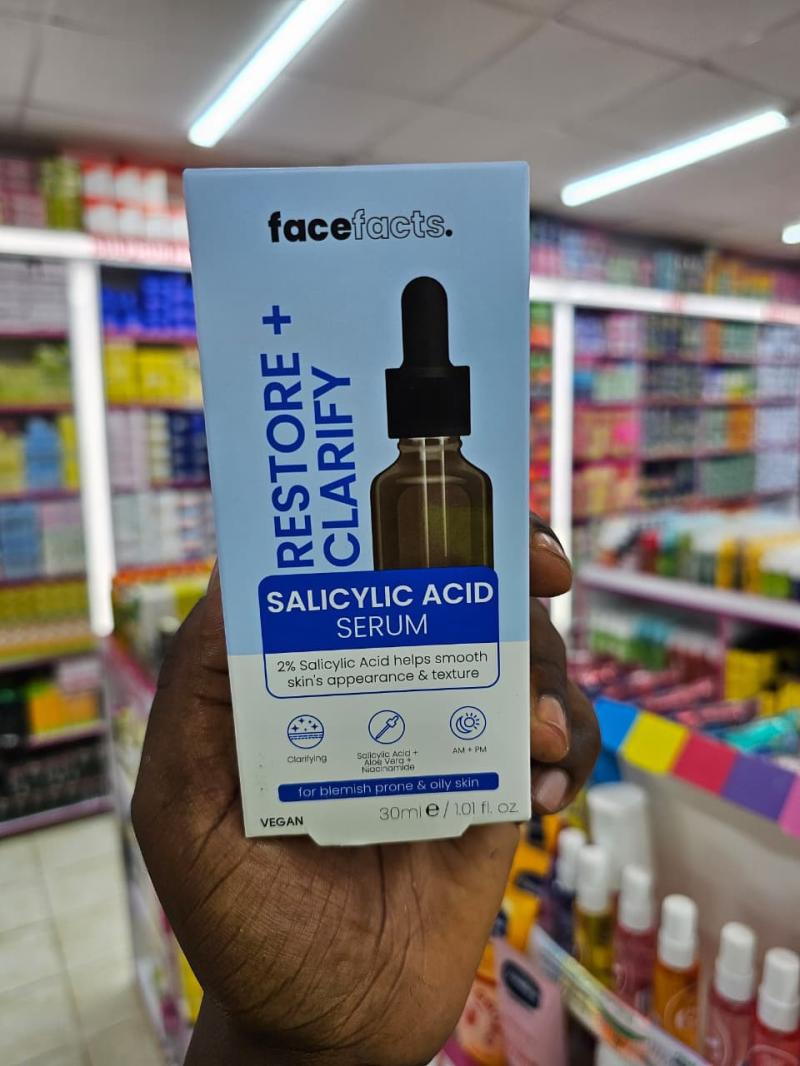 facefacts.
RESTORE +
CLARIFY
SALICYLIC ACID
SERUM
2% Salicylic Acid helps smooth
skin's appearance & texture
Clarifying
Salicylic Acid +
Aloe Vera +
Niacinamide
AM + PM
for blemish prone & oily skin
VEGAN
30ml e / 1.01 fl. oz.